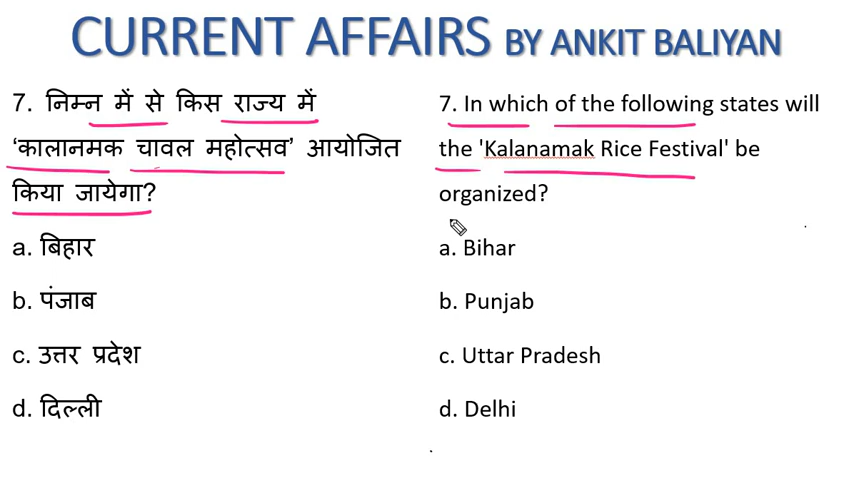 CURRENT AFFAIRS BY ANKIT BALIYAN
7. निम्न में से किस राज्य में
‘कालानमक चावल महोत्सव’ आयोजित
किया जायेगा?
a. बिहार
b. पंजाब
c. उत्तर प्रदेश
d. दिल्ली
7. In which of the following states will
the 'Kalanamak Rice Festival' be
organized?
a. Bihar
b. Punjab
c. Uttar Pradesh
d. Delhi